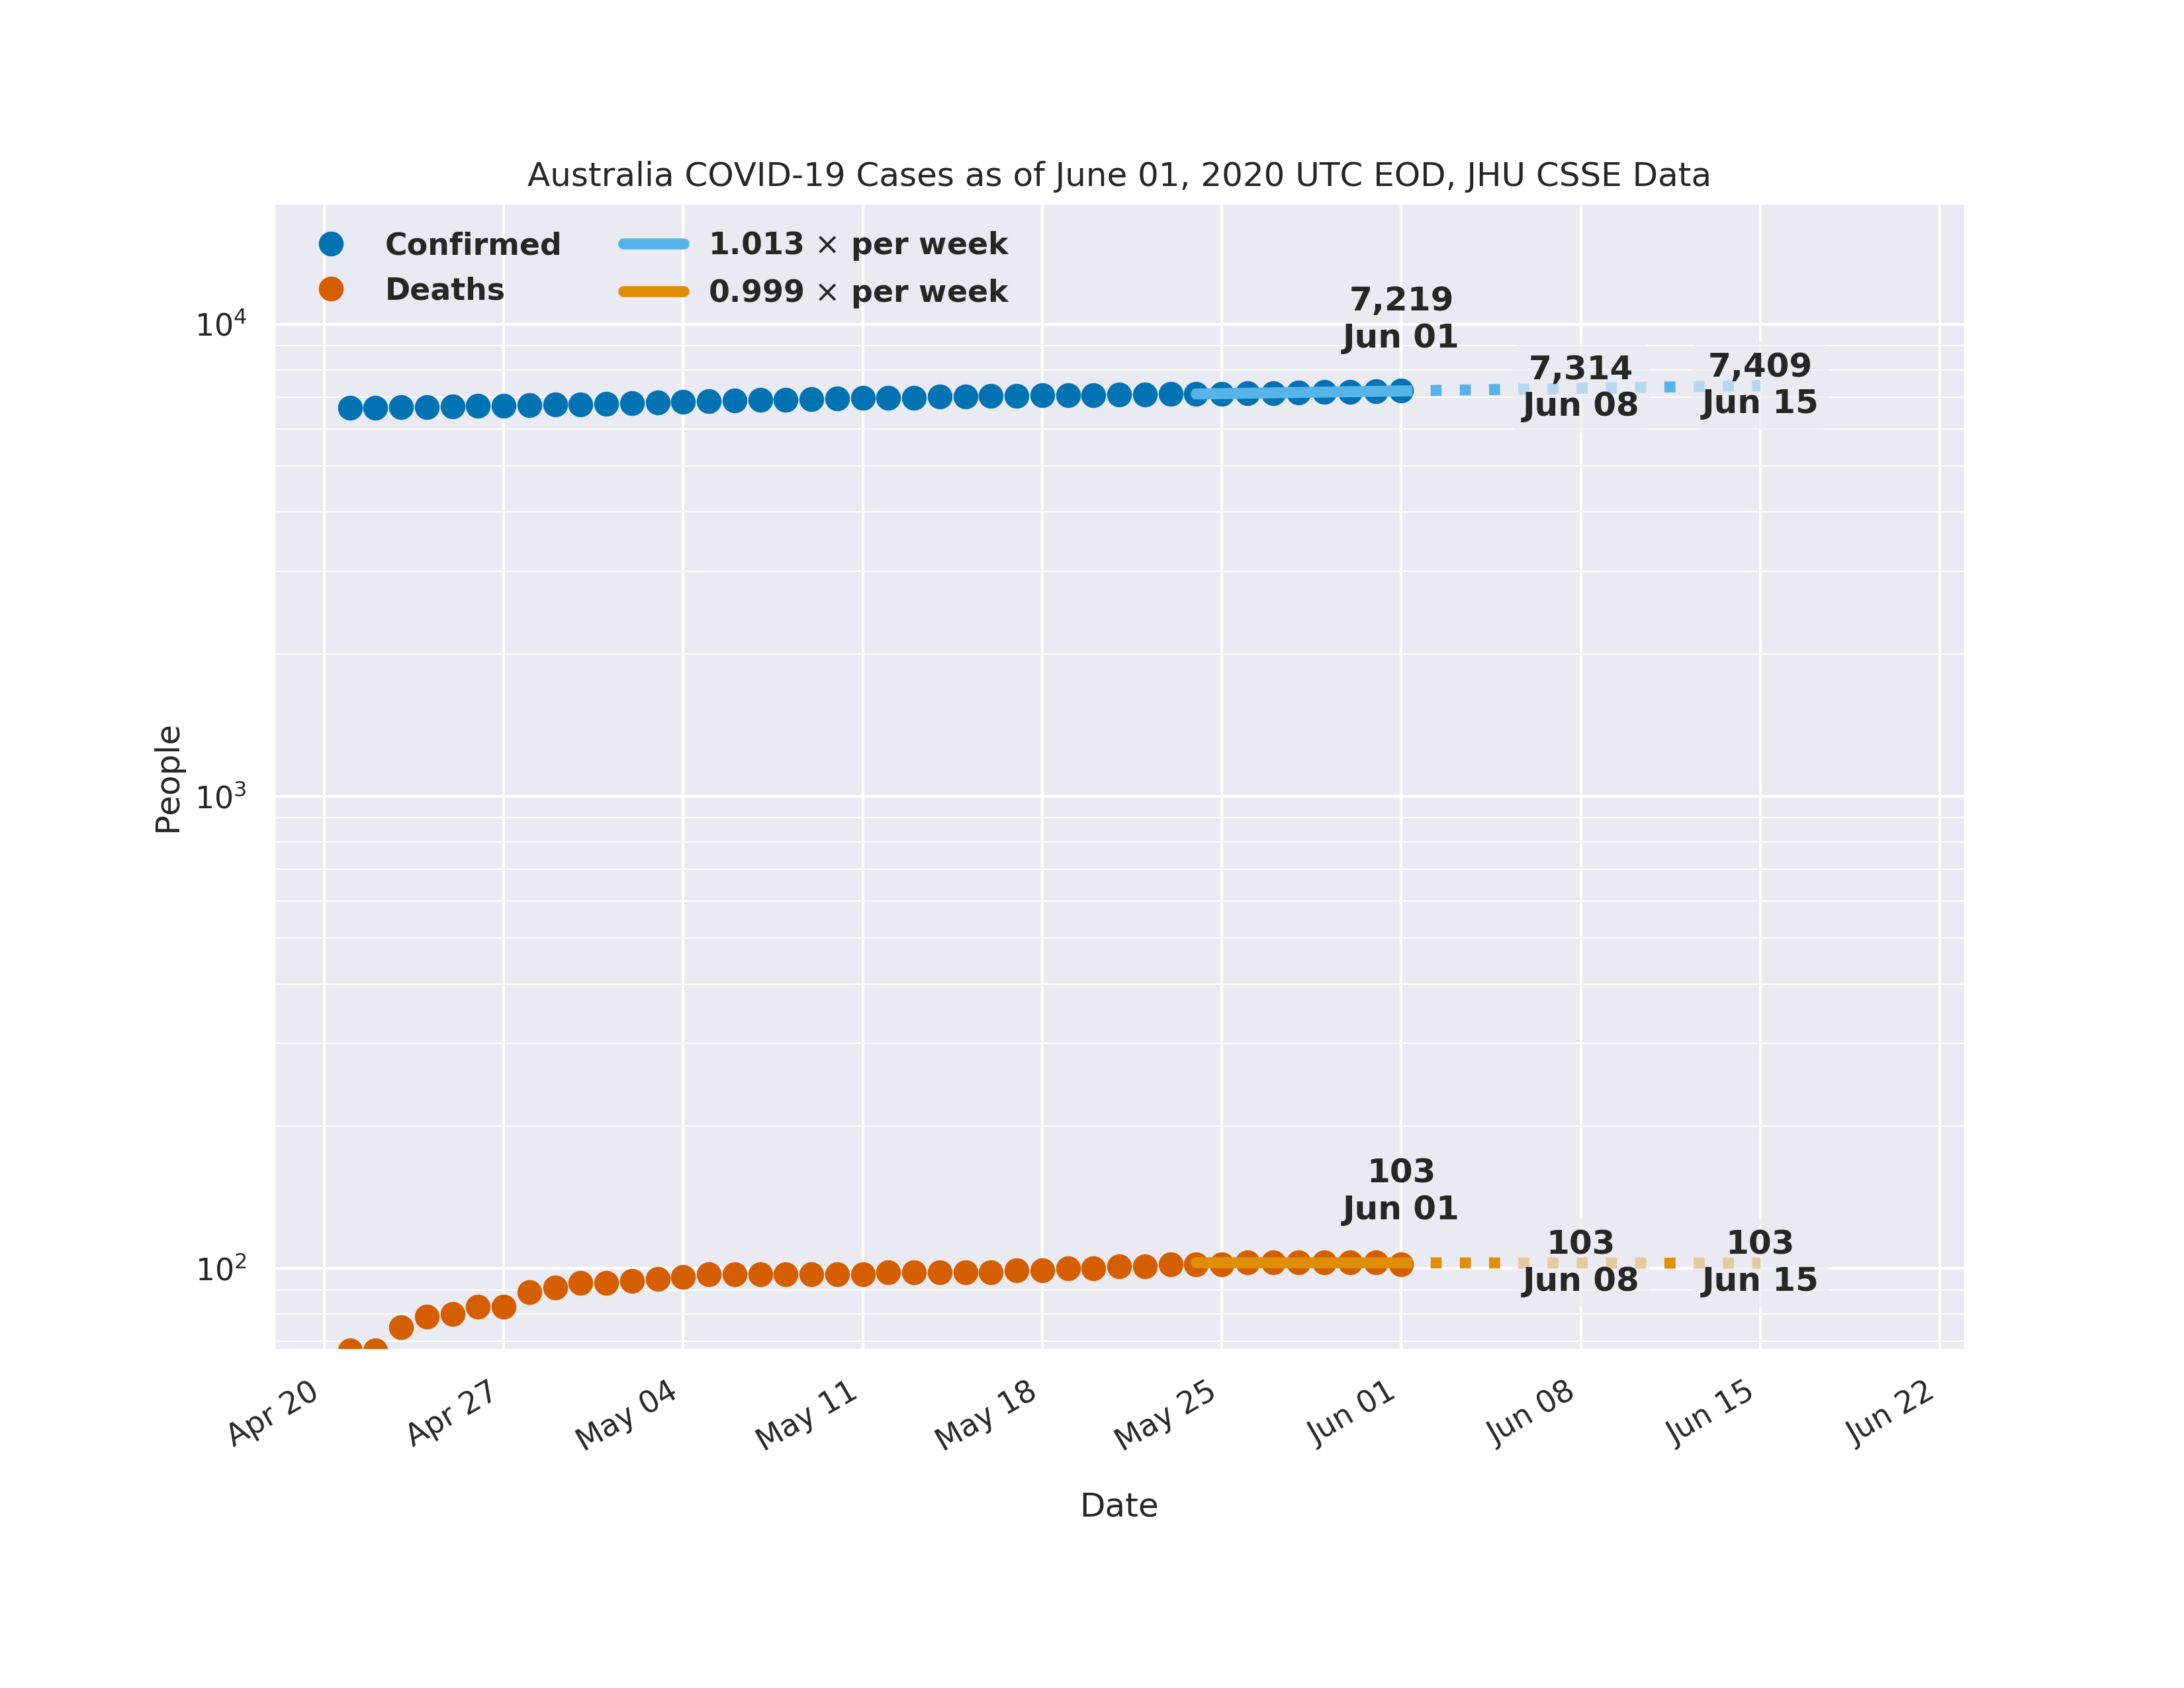 Australia COVID-19 Cases as of June 01, 2020 UTC EOD, JHU CSSE Data
Confirmed
Deaths
1.013 × per week
0.999 × per week
7,219
Jun 01
7,314
Jun 08
7,409
Jun 15
10⁴
10³
10²
People
103
Jun 01
103
Jun 08
103
Jun 15
Apr 20
Apr 27
May 04
May 11
May 18
May 25
Jun 01
Jun 08
Jun 15
Jun 22
Date